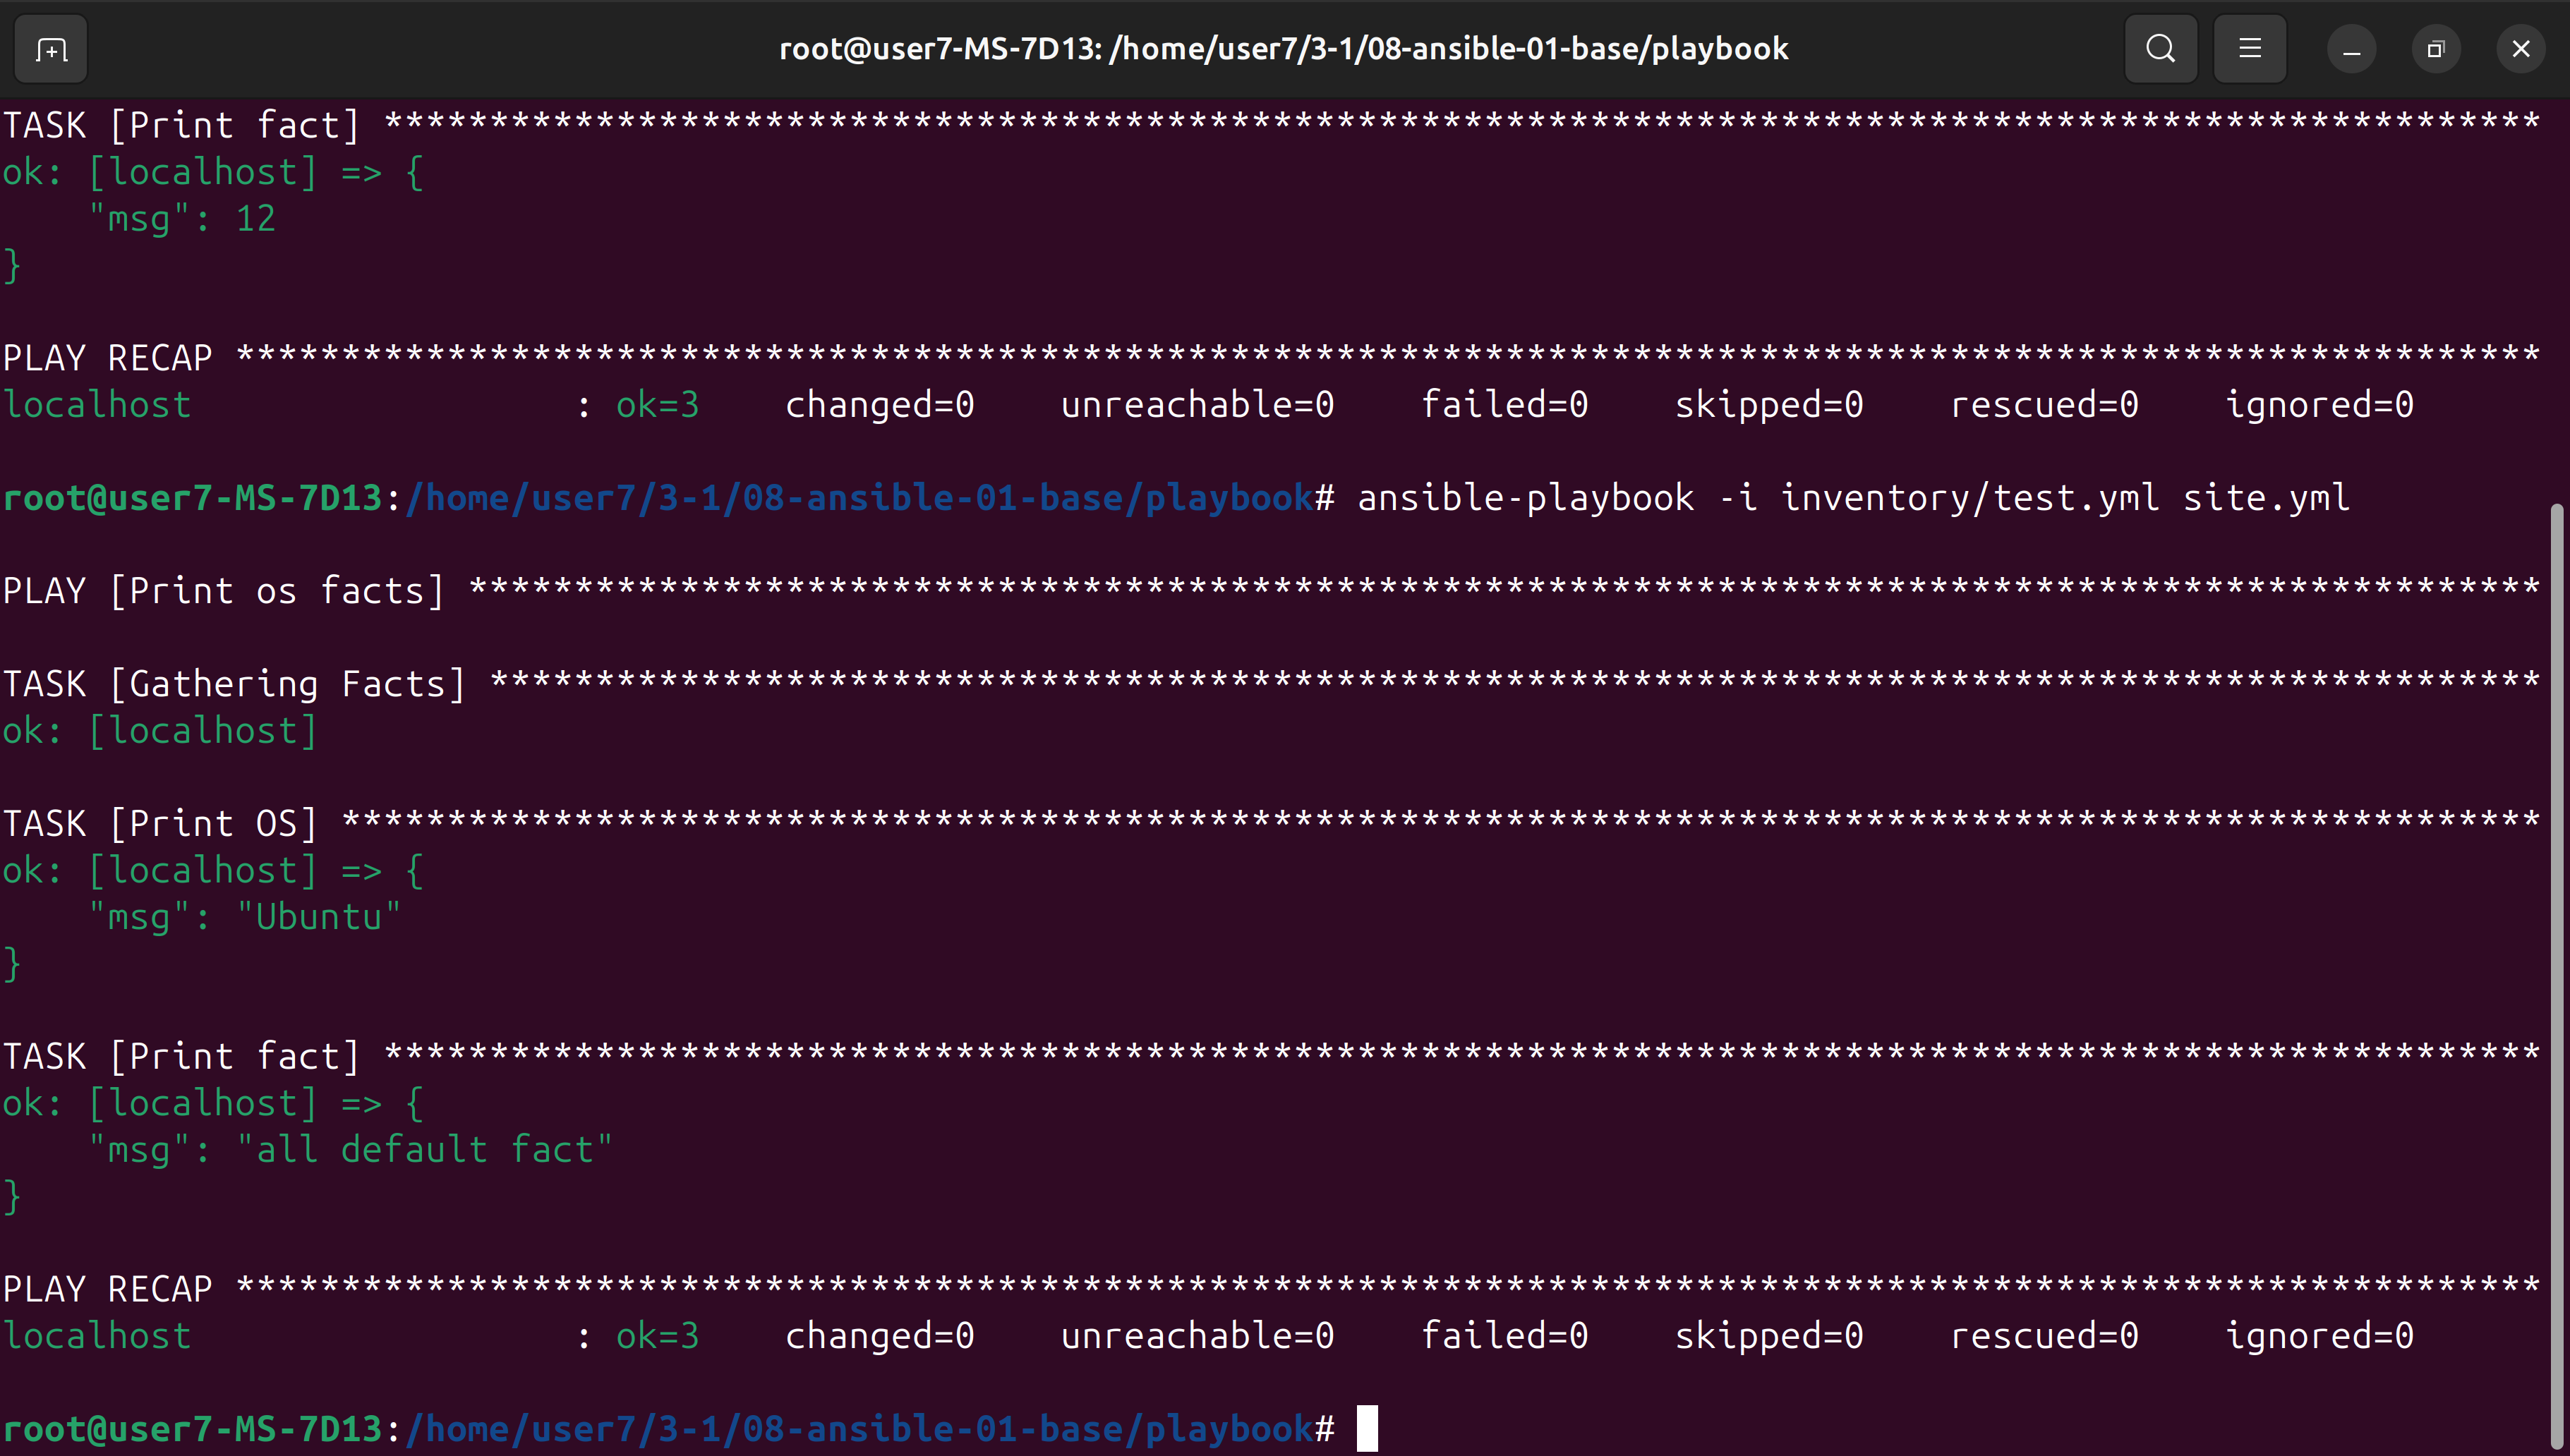 root@user7-MS-7D13: /home/user7/3-1/08-ansible-01-base/playbook
TASK [Print fact] ******************************************************************************************************
ok: [localhost] => {
    "msg": 12
}

PLAY RECAP *************************************************************************************************************
localhost                  : ok=3    changed=0    unreachable=0    failed=0    skipped=0    rescued=0    ignored=0

root@user7-MS-7D13:/home/user7/3-1/08-ansible-01-base/playbook# ansible-playbook -i inventory/test.yml site.yml

PLAY [Print os facts] **************************************************************************************************

TASK [Gathering Facts] *************************************************************************************************
ok: [localhost]

TASK [Print OS] ********************************************************************************************************
ok: [localhost] => {
    "msg": "Ubuntu"
}

TASK [Print fact] ******************************************************************************************************
ok: [localhost] => {
    "msg": "all default fact"
}

PLAY RECAP *************************************************************************************************************
localhost                  : ok=3    changed=0    unreachable=0    failed=0    skipped=0    rescued=0    ignored=0

root@user7-MS-7D13:/home/user7/3-1/08-ansible-01-base/playbook#